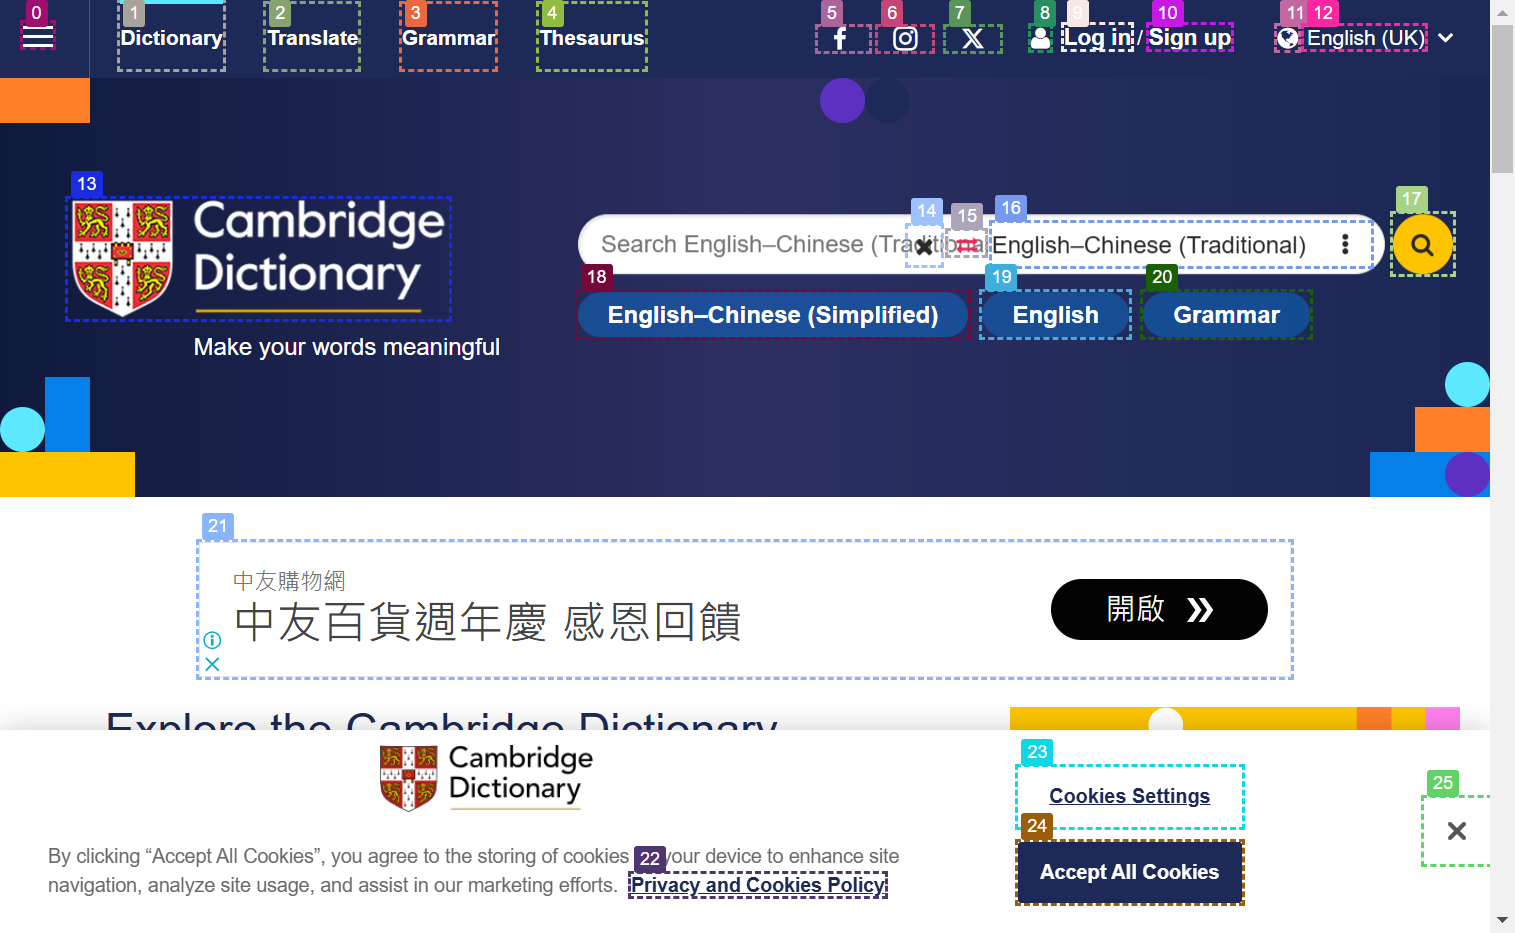 0
1
2
3
4
5
6
7
8
9
10
11
12
Dictionary
Translate
Grammar
Thesaurus
Log in / Sign up
English (UK)
13
14
15
16
17
Cambridge
Dictionary
Make your words meaningful
Search English–Chinese (Traditional)
English–Chinese (Traditional)
18
19
20
English–Chinese (Simplified)
English
Grammar
21
中友購物網
中友百貨週年慶 感恩回饋
開啟
Explore the Cambridge Dictionary
Cambridge
Dictionary
23
Cookies Settings
24
Accept All Cookies
25
By clicking “Accept All Cookies”, you agree to the storing of cookies 22 your device to enhance site
navigation, analyze site usage, and assist in our marketing efforts. Privacy and Cookies Policy